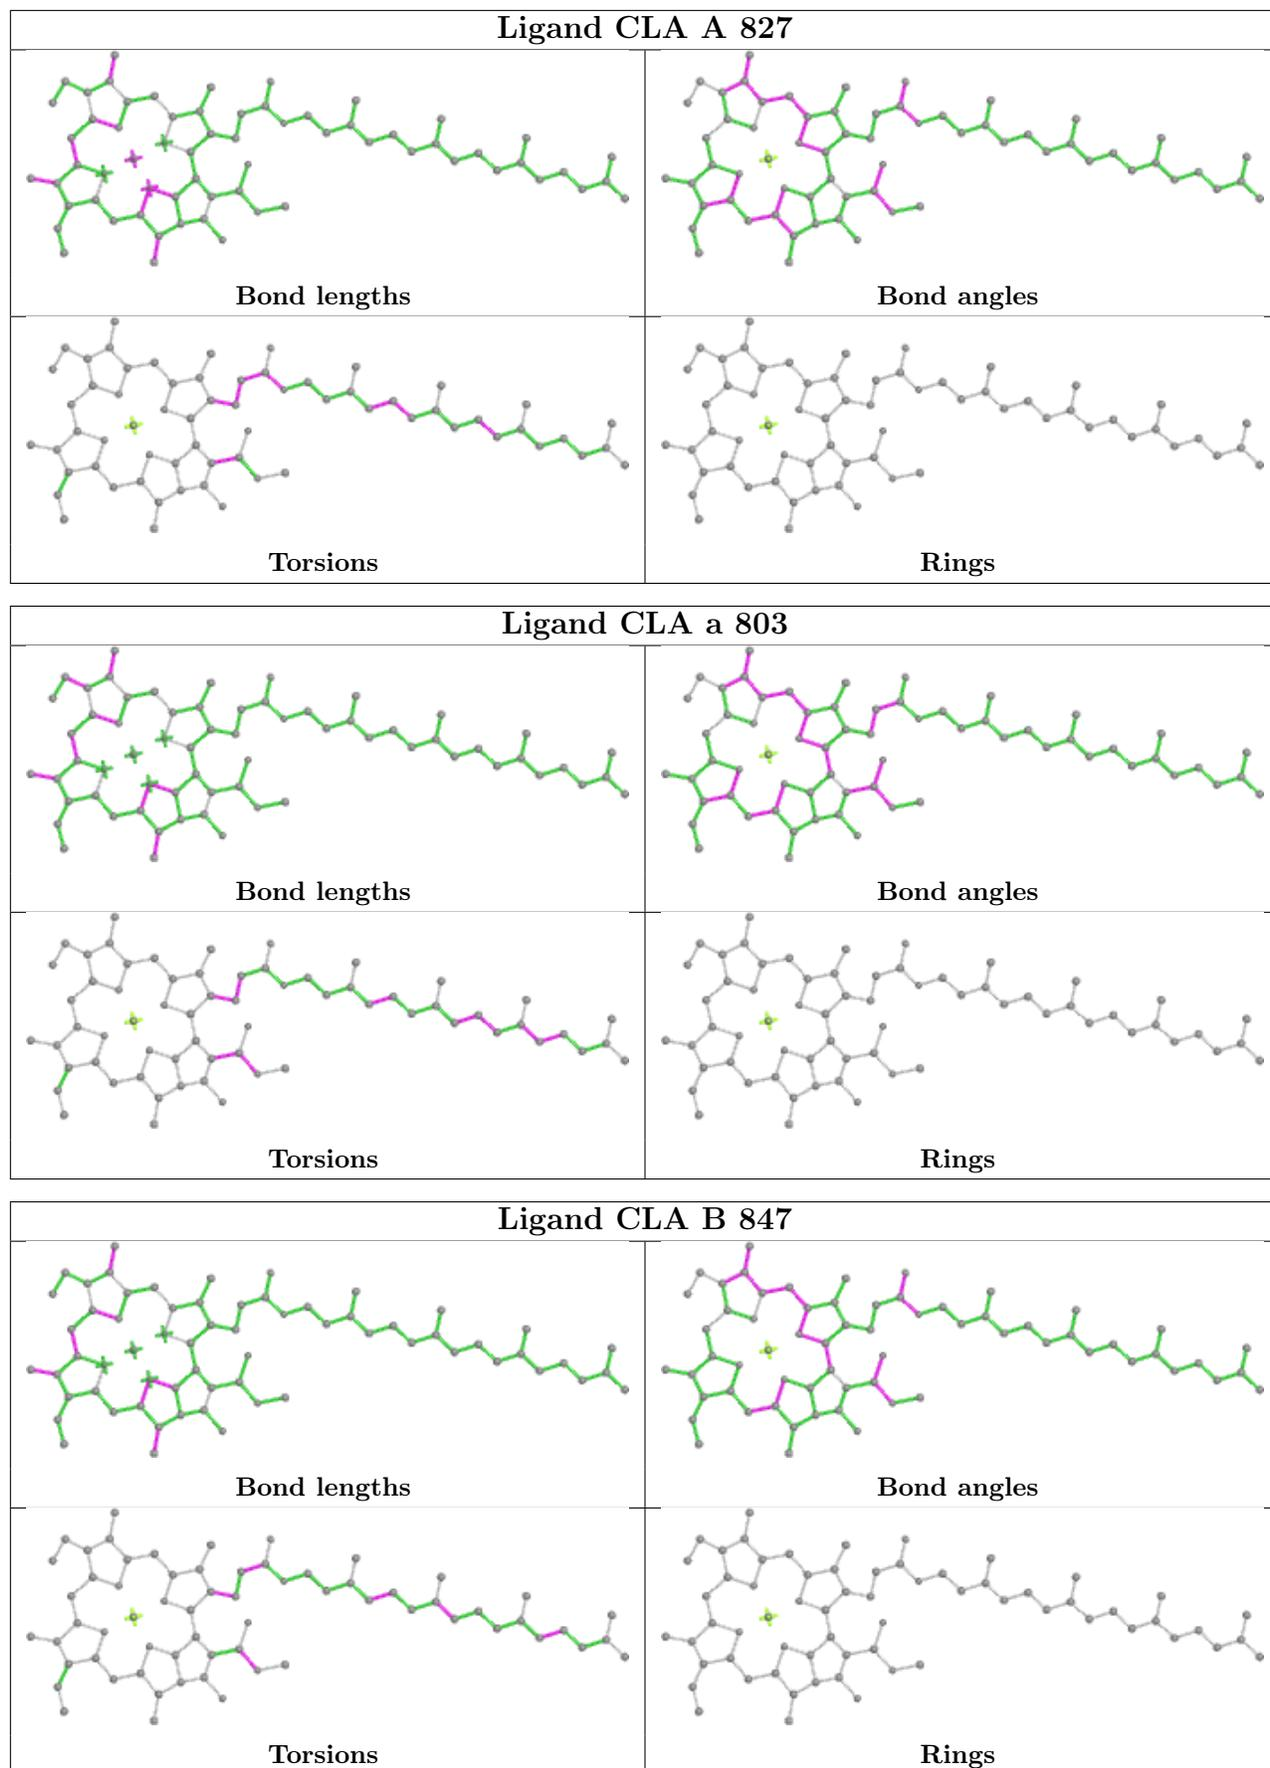 Ligand CLA A 827
Bond lengths
Bond angles
Torsions
Rings
Ligand CLA a 803
Bond lengths
Bond angles
Torsions
Rings
Ligand CLA B 847
Bond lengths
Bond angles
Torsions
Rings